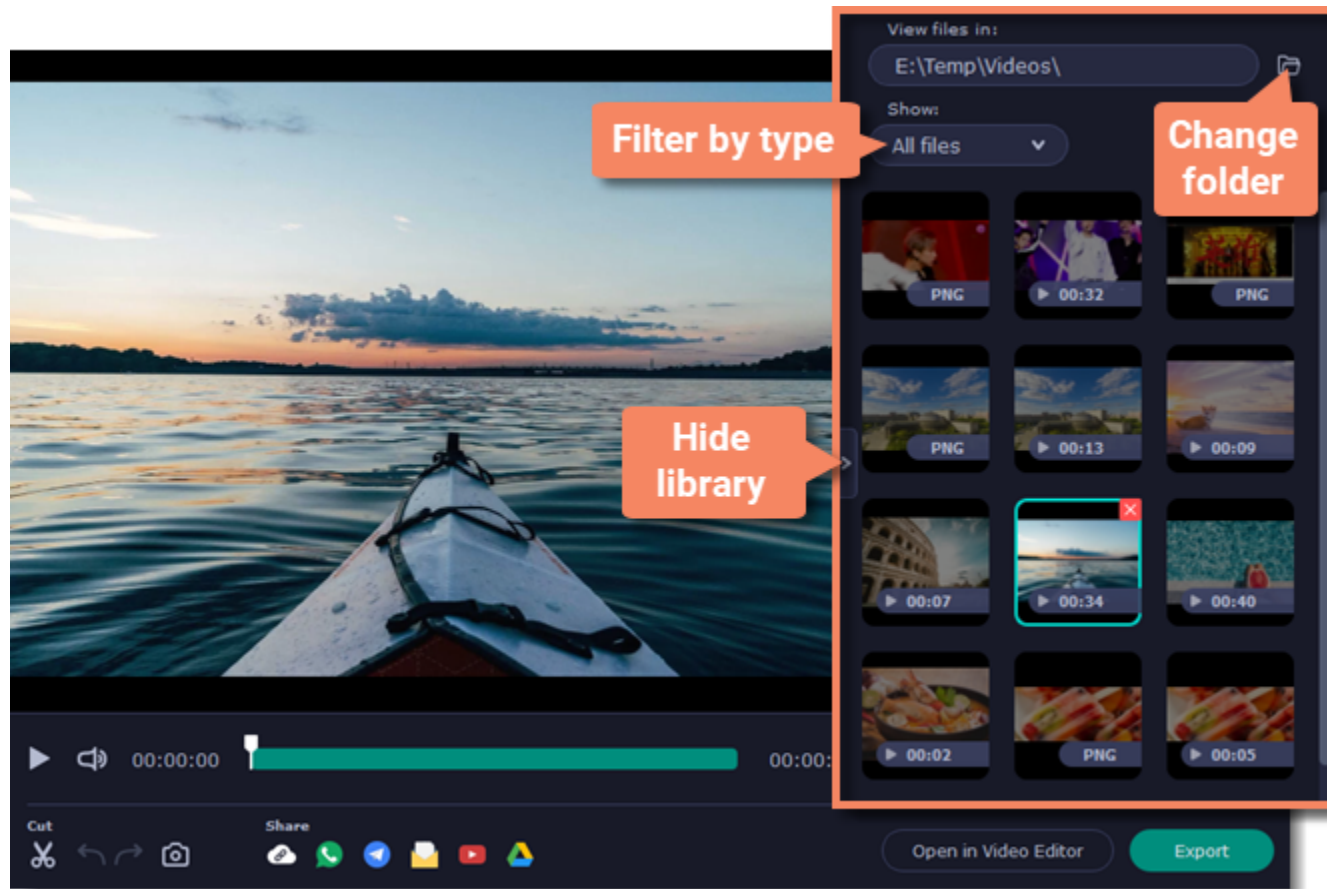 View files in:
E:\Temp\Videos\
Show:
Filter by type
All files
Change
folder
PNG
00:32
PNG
PNG
00:13
00:09
Hide
library
00:07
00:34
00:40
00:02
PNG
00:05
00:00:00
00:00:
Cut
Share
Open in Video Editor
Export